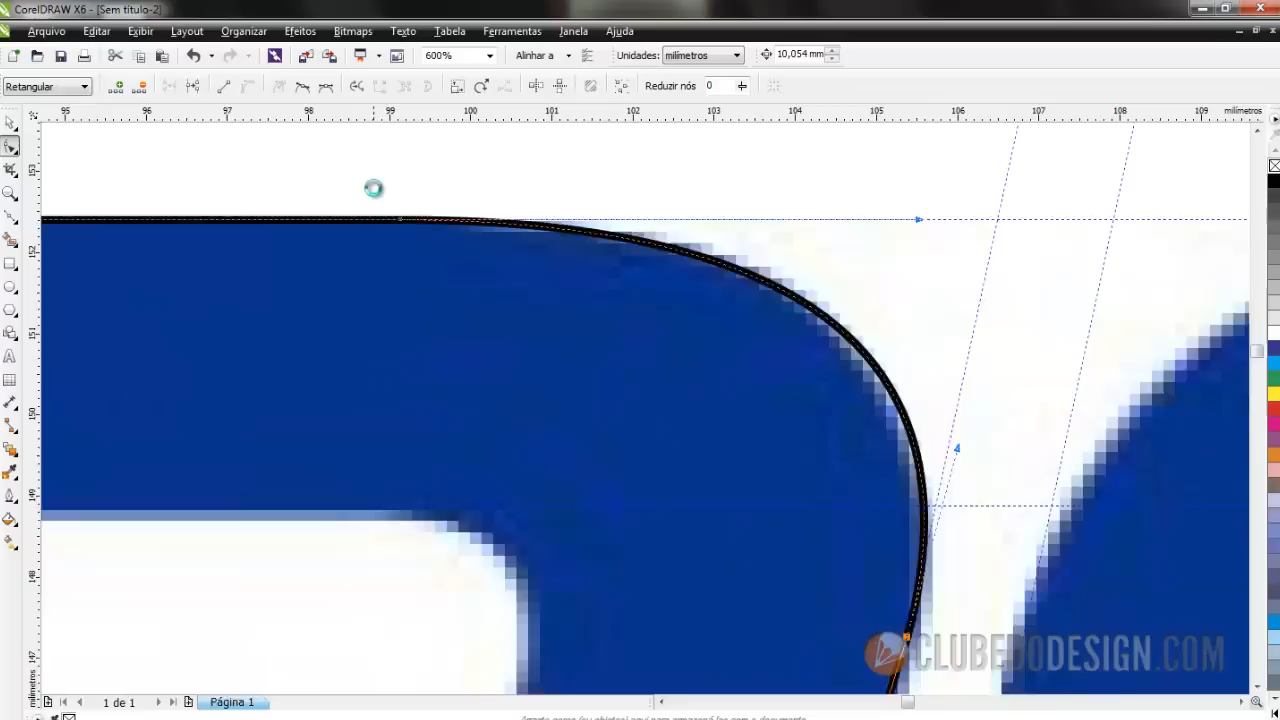 CorelDRAW X6 - [Sem título-2]
Arquivo Editar Exibir Layout Organizar Efeitos Bitmaps Texto Tabela Ferramentas Janela Ajuda
600% Alinhar a Unidades: milímetros 10,054 mm
Retangular Reduzir nós 0
95 96 97 98 99 100 101 102 103 104 105 106 107 108 109 milímetros
153
152
151
150
149
148
147
CLUBEDODESIGN.COM
1 de 1 Página 1